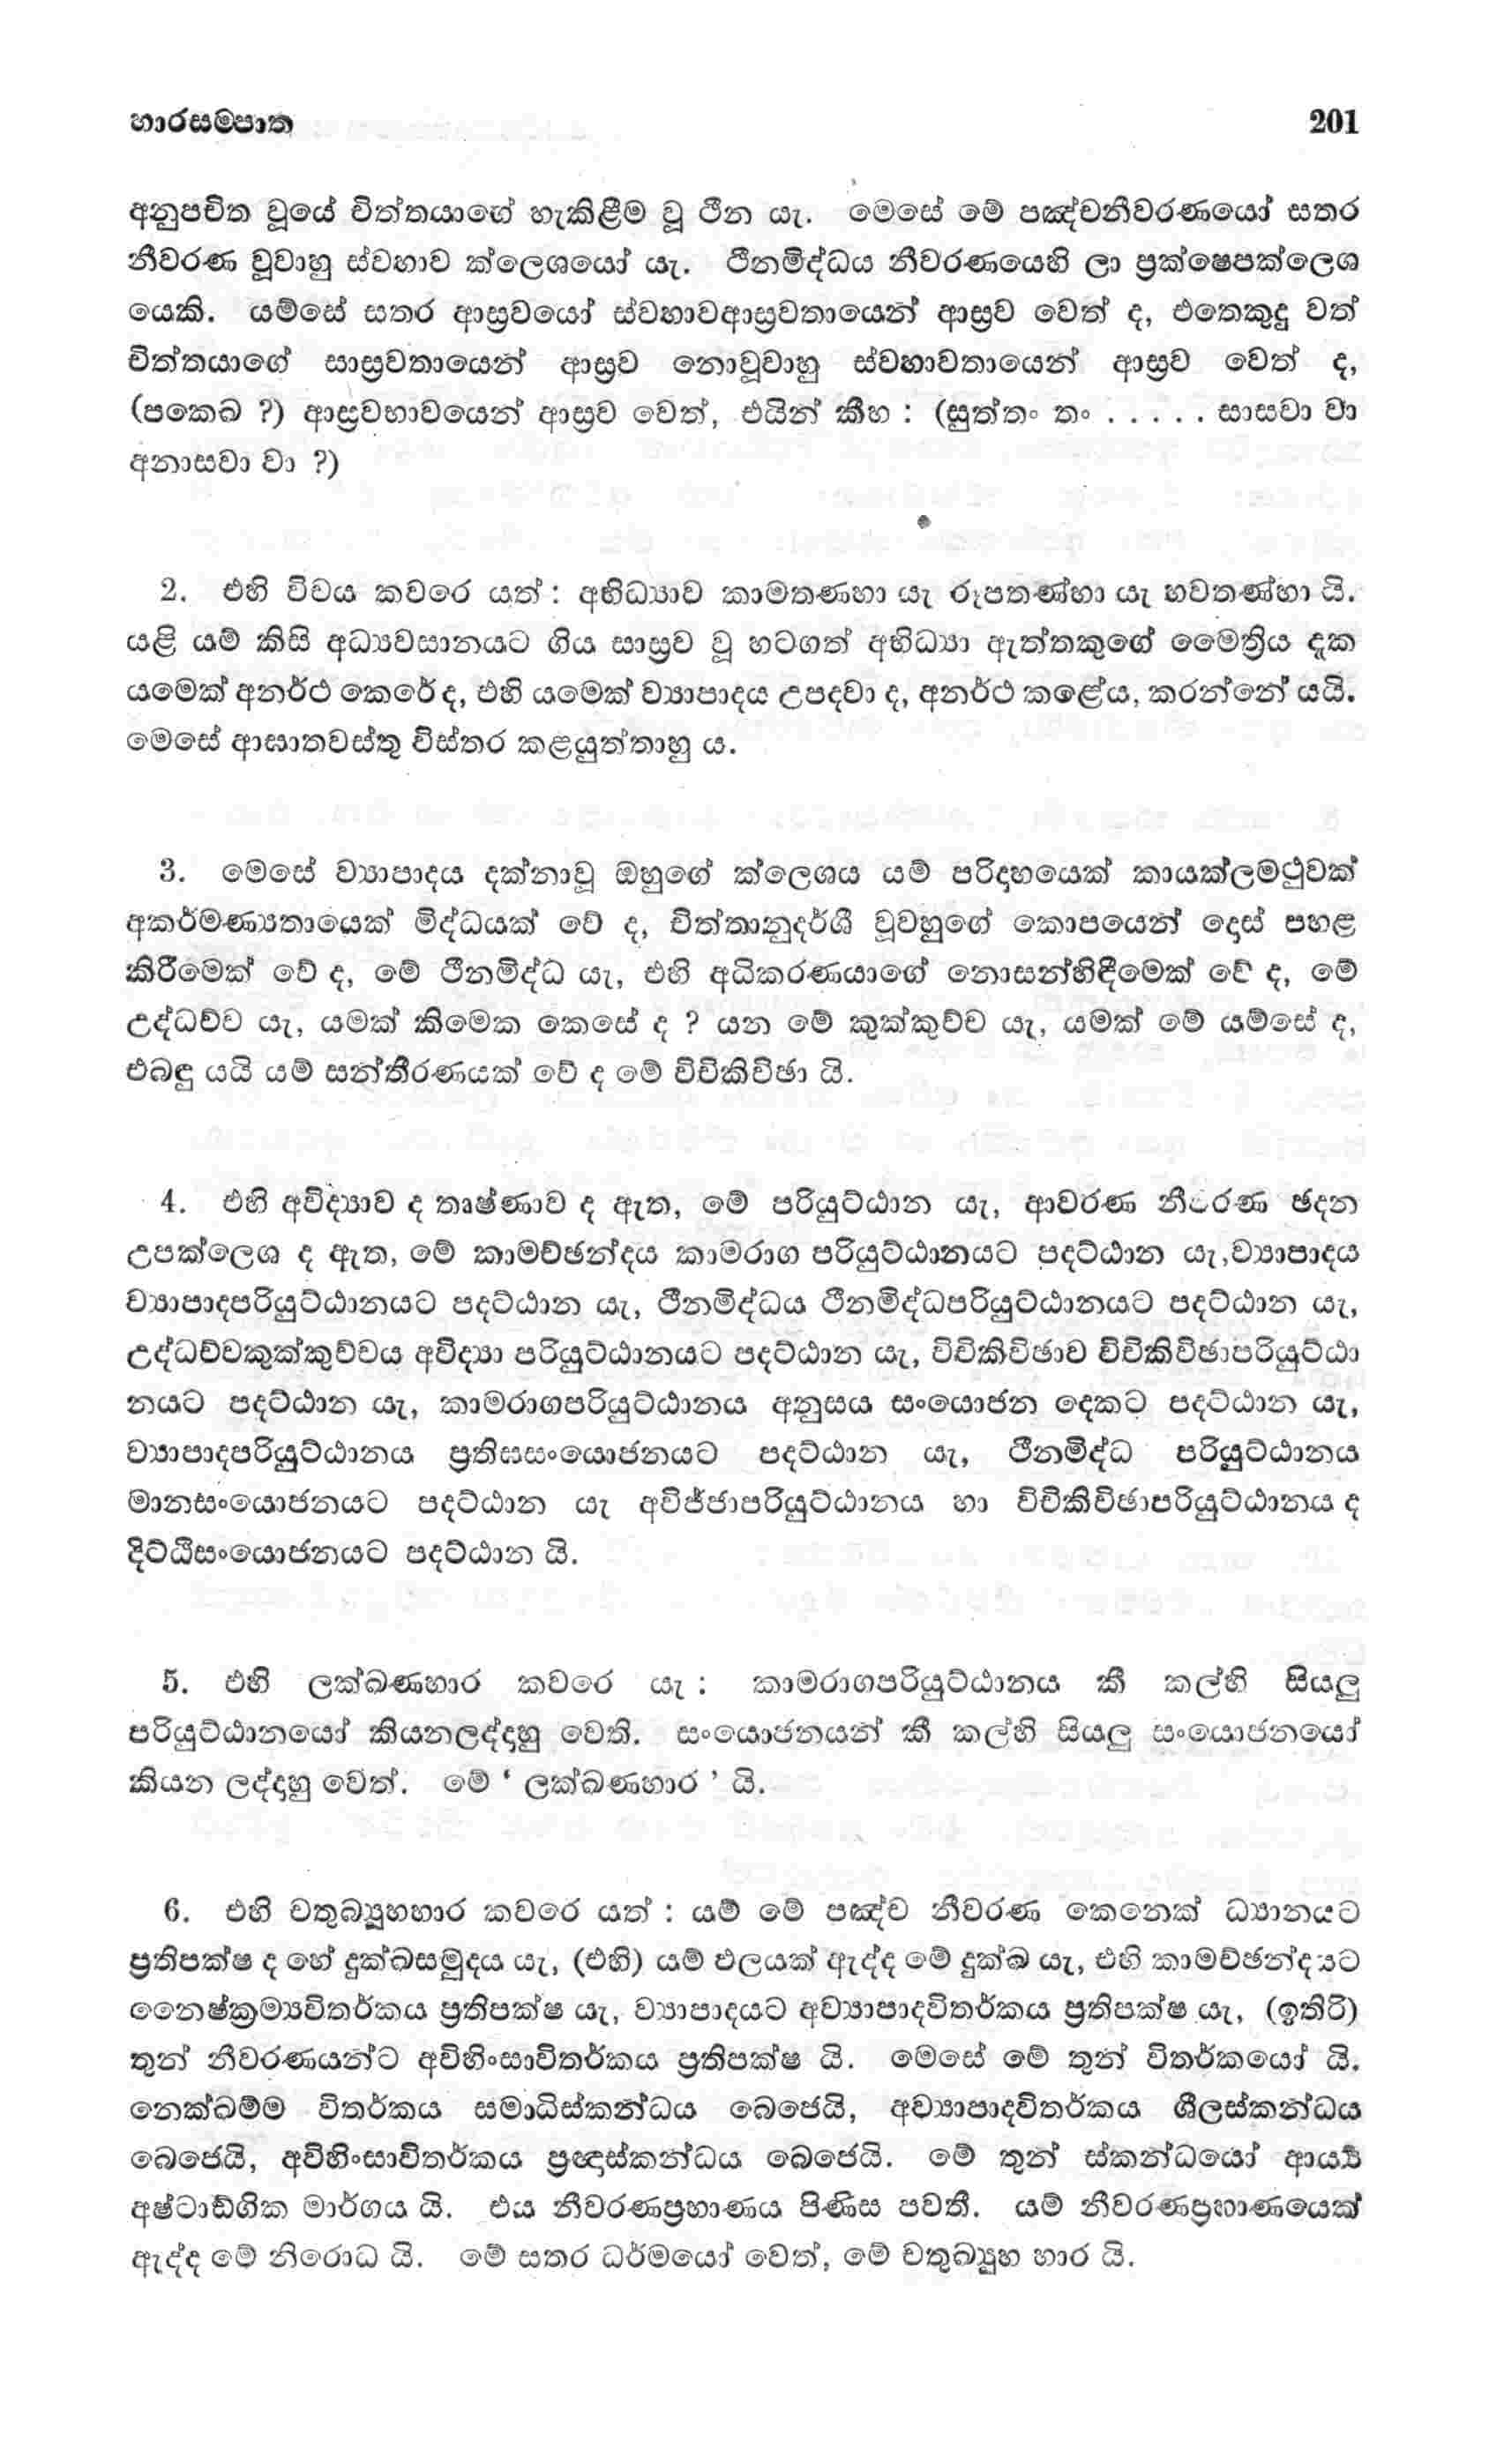 හාරසම්පාත 201
අනුපචිත වූයේ චිත්තයාගේ හැකිළීම වූ ථීන යැ. මෙසේ මේ පඤ්චනීවරණයෝ සතර
නීවරණ වූවාහු ස්වභාව ක්ලෙශයෝ යැ. ථීනමිද්ධය නීවරණයෙහි ලා ප්‍රක්ෂෙපක්ලෙශ
යෙකි. යම්සේ සතර ආස්‍රවයෝ ස්වභාවආස්‍රවතායෙන් ආස්‍රව වෙත් ද, එතෙකුදු වත්
චිත්තයාගේ සාස්‍රවතායෙන් ආස්‍රව නොවූවාහු ස්වභාවතායෙන් ආස්‍රව වෙත් ද,
(පකෙඛ ?) ආස්‍රවභාවයෙන් ආස්‍රව වෙත්, එයින් කීහ : (සුත්තං තං . . . . . සාසවා වා
අනාසවා වා ?)
2. එහි විචය කවරෙ යත් : අභිධ්‍යාව කාමතණහා යැ රූපතණ්හා යැ භවතණ්හා යි.
යළි යම් කිසි අධ්‍යවසානයට ගිය සාස්‍රව වූ හටගත් අභිධ්‍යා ඇත්තකුගේ මෛත්‍රිය දැක
යමෙක් අනර්ථ කෙරේ ද, එහි යමෙක් ව්‍යාපාදය උපදවා ද, අනර්ථ කළේය, කරන්නේ යයි.
මෙසේ ආඝාතවස්තු විස්තර කළයුත්තාහු ය.
3. මෙසේ ව්‍යාපාදය දක්නාවූ ඔහුගේ ක්ලෙශය යම් පරිදාහයෙක් කායක්ලමථුවක්
අකර්මණ්‍යතායෙක් මිද්ධයක් වේ ද, චිත්තානුදර්ශී වූවහුගේ කොපයෙන් දොස් පහළ
කිරීමෙක් වේ ද, මේ ථීනමිද්ධ යැ, එහි අධිකරණයාගේ නොසන්හිඳීමෙක් වේ ද, මේ
උද්ධච්ච යැ, යමක් කිමෙක කෙසේ ද ? යන මේ කුක්කුච්ච යැ, යමක් මේ යම්සේ ද,
එබඳු යයි යම් සන්තීරණයක් වේ ද මේ විචිකිච්ඡා යි.
4. එහි අවිද්‍යාව ද තෘෂ්ණාව ද ඇත, මේ පරියුට්ඨාන යැ, ආවරණ නීවරණ ඡදන
උපක්ලෙශ ද ඇත, මේ කාමච්ඡන්දය කාමරාග පරියුට්ඨානයට පදට්ඨාන යැ,ව්‍යාපාදය
ව්‍යාපාදපරියුට්ඨානයට පදට්ඨාන යැ, ථීනමිද්ධය ථීනමිද්ධපරියුට්ඨානයට පදට්ඨාන යැ,
උද්ධච්චකුක්කුච්චය අවිද්‍යා පරියුට්ඨානයට පදට්ඨාන යැ, විචිකිච්ඡාව විචිකිච්ඡාපරියුට්ඨා
නයට පදට්ඨාන යැ, කාමරාගපරියුට්ඨානය අනුසය සංයොජන දෙකට පදට්ඨාන යැ,
ව්‍යාපාදපරියුට්ඨානය ප්‍රතිඝසංයොජනයට පදට්ඨාන යැ, ථීනමිද්ධ පරියුට්ඨානය
මානසංයොජනයට පදට්ඨාන යැ අවිජ්ජාපරියුට්ඨානය හා විචිකිච්ඡාපරියුට්ඨානය ද
දිට්ඨිසංයොජනයට පදට්ඨාන යි.
5. එහි ලක්ඛණහාර කවරෙ යැ : කාමරාගපරියුට්ඨානය කී කල්හි සියලු
පරියුට්ඨානයෝ කියනලද්දාහු වෙති. සංයොජනයන් කී කල්හි සියලු සංයොජනයෝ
කියන ලද්දාහු වෙත්. මේ ‘ ලක්ඛණහාර ’ යි.
6. එහි චතුබ්‍යූහහාර කවරෙ යත් : යම් මේ පඤ්ච නීවරණ කෙනෙක් ධ්‍යානයට
ප්‍රතිපක්ෂ ද හේ දුක්ඛසමුදය යැ, (එහි) යම් ඵලයක් ඇද්ද මේ දුක්ඛ යැ, එහි කාමච්ඡන්දයට
නෛෂ්ක්‍රම්‍යවිතර්කය ප්‍රතිපක්ෂ යැ, ව්‍යාපාදයට අව්‍යාපාදවිතර්කය ප්‍රතිපක්ෂ යැ, (ඉතිරි)
තුන් නීවරණයන්ට අවිහිංසාවිතර්කය ප්‍රතිපක්ෂ යි. මෙසේ මේ තුන් විතර්කයෝ යි.
නෙක්ඛම්ම විතර්කය සමාධිස්කන්ධය බෙජෙයි, අව්‍යාපාදවිතර්කය ශීලස්කන්ධය
බෙජෙයි, අවිහිංසාවිතර්කය ප්‍රඥාස්කන්ධය බෙජෙයි. මේ තුන් ස්කන්ධයෝ ආර්‍ය්‍ය
අෂ්ටාඞ්ගික මාර්ගය යි. එය නීවරණප්‍රහාණය පිණිස පවතී. යම් නීවරණප්‍රහාණයෙක්
ඇද්ද මේ නිරොධ යි. මේ සතර ධර්මයෝ වෙත්, මේ චතුබ්‍යූහ හාර යි.